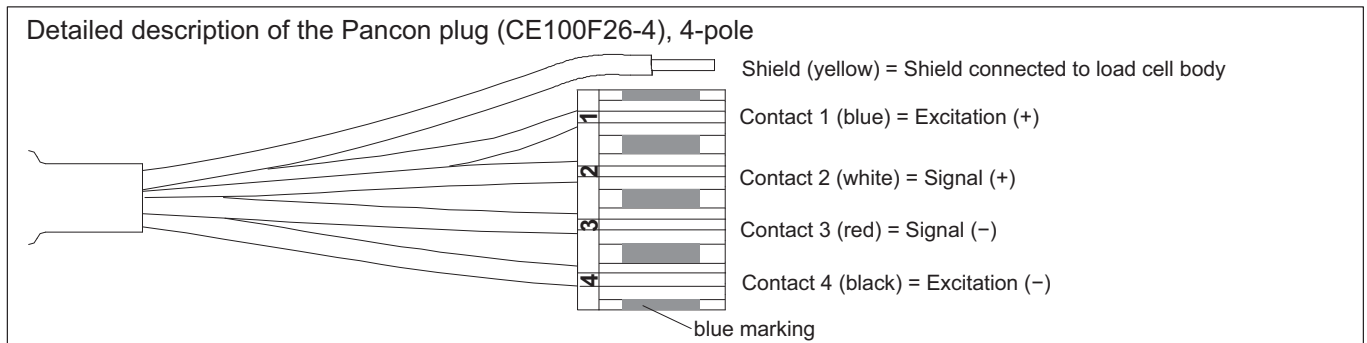 Detailed description of the Pancon plug (CE100F26-4), 4-pole
Shield (yellow) = Shield connected to load cell body
1
Contact 1 (blue) = Excitation (+)
2
Contact 2 (white) = Signal (+)
3
Contact 3 (red) = Signal (−)
4
Contact 4 (black) = Excitation (−)
blue marking